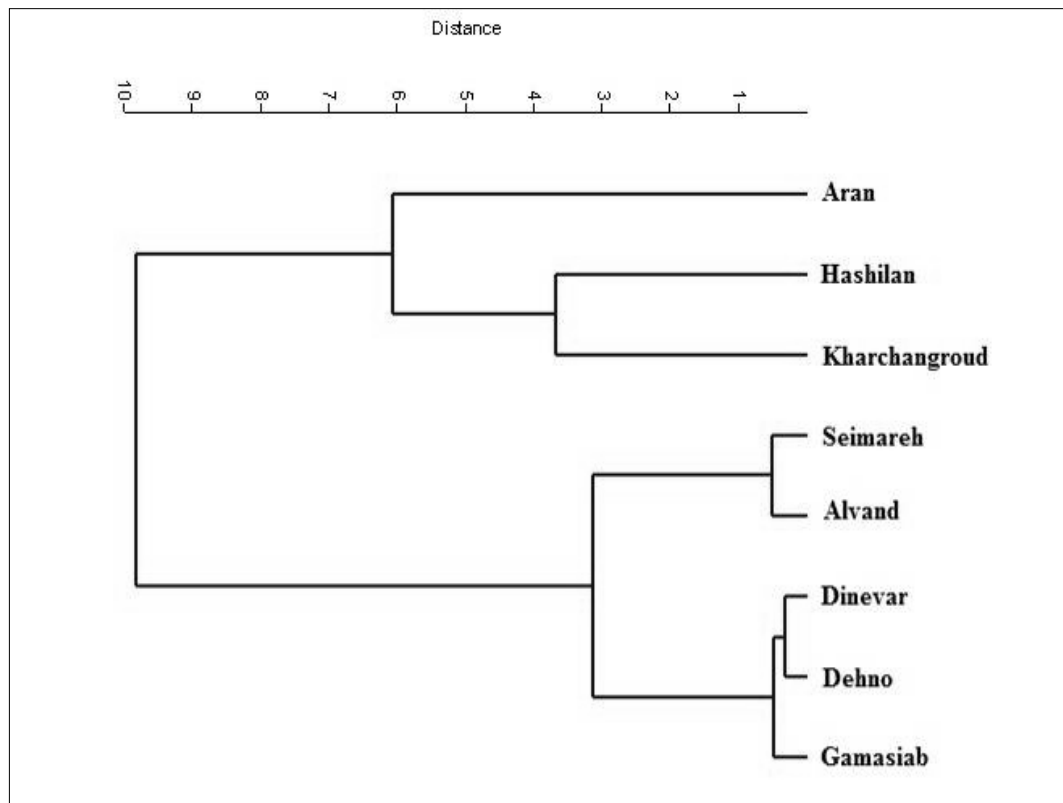 Distance
10 9 8 7 6 5 4 3 2 1
Aran
Hashilan
Kharchangroud
Seimareh
Alvand
Dinevar
Dehno
Gamasiab